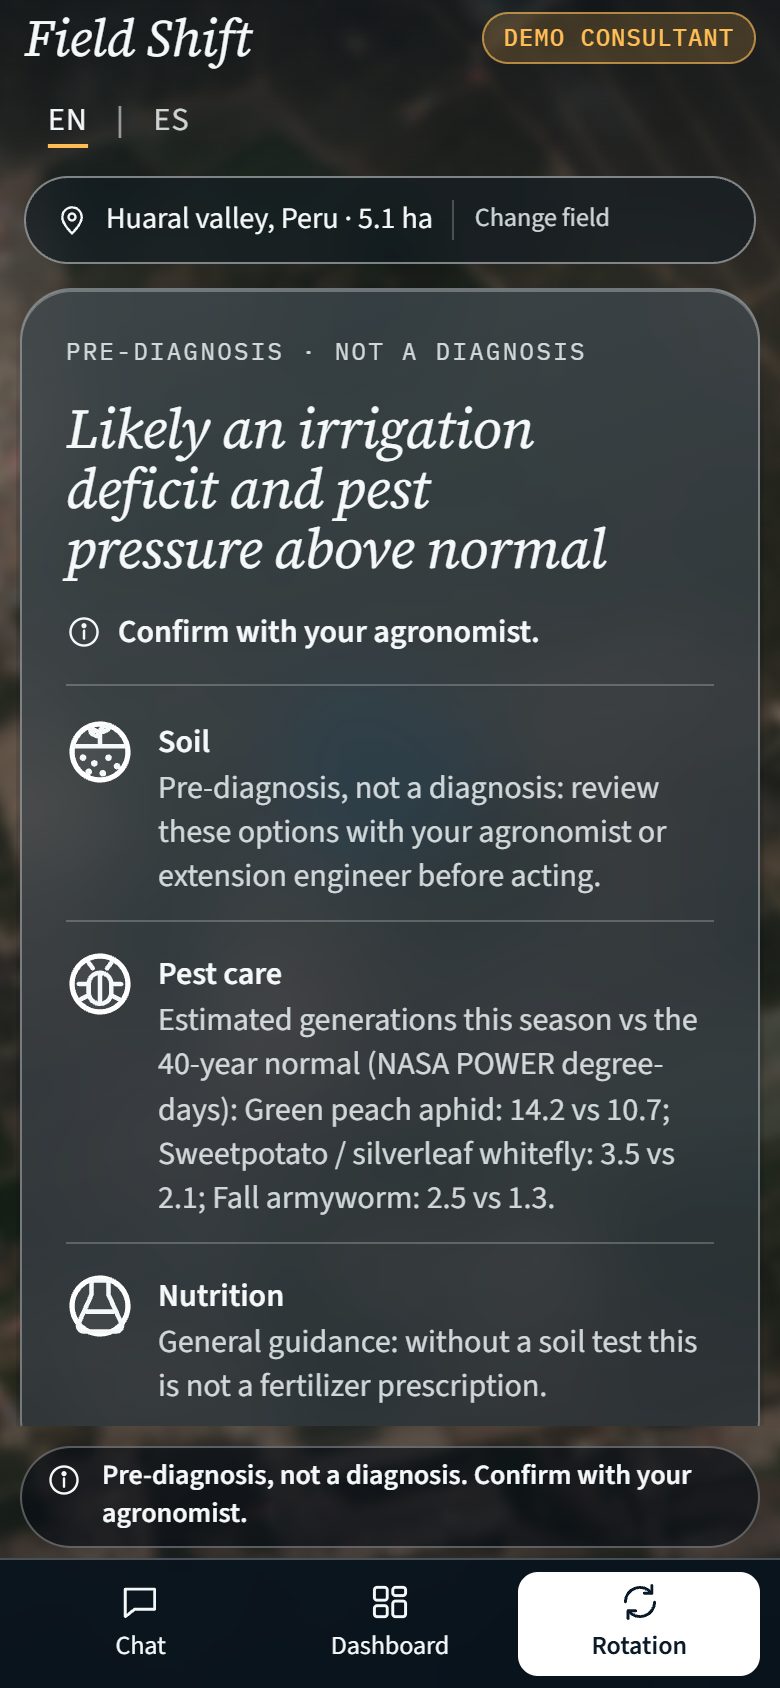 Field Shift
DEMO CONSULTANT
EN | ES
Huaral valley, Peru · 5.1 ha | Change field
PRE-DIAGNOSIS · NOT A DIAGNOSIS
Likely an irrigation
deficit and pest
pressure above normal
Confirm with your agronomist.
Soil
Pre-diagnosis, not a diagnosis: review
these options with your agronomist or
extension engineer before acting.
Pest care
Estimated generations this season vs the
40-year normal (NASA POWER degree-
days): Green peach aphid: 14.2 vs 10.7;
Sweetpotato / silverleaf whitefly: 3.5 vs
2.1; Fall armyworm: 2.5 vs 1.3.
Nutrition
General guidance: without a soil test this
is not a fertilizer prescription.
Pre-diagnosis, not a diagnosis. Confirm with your
agronomist.
Chat
Dashboard
Rotation